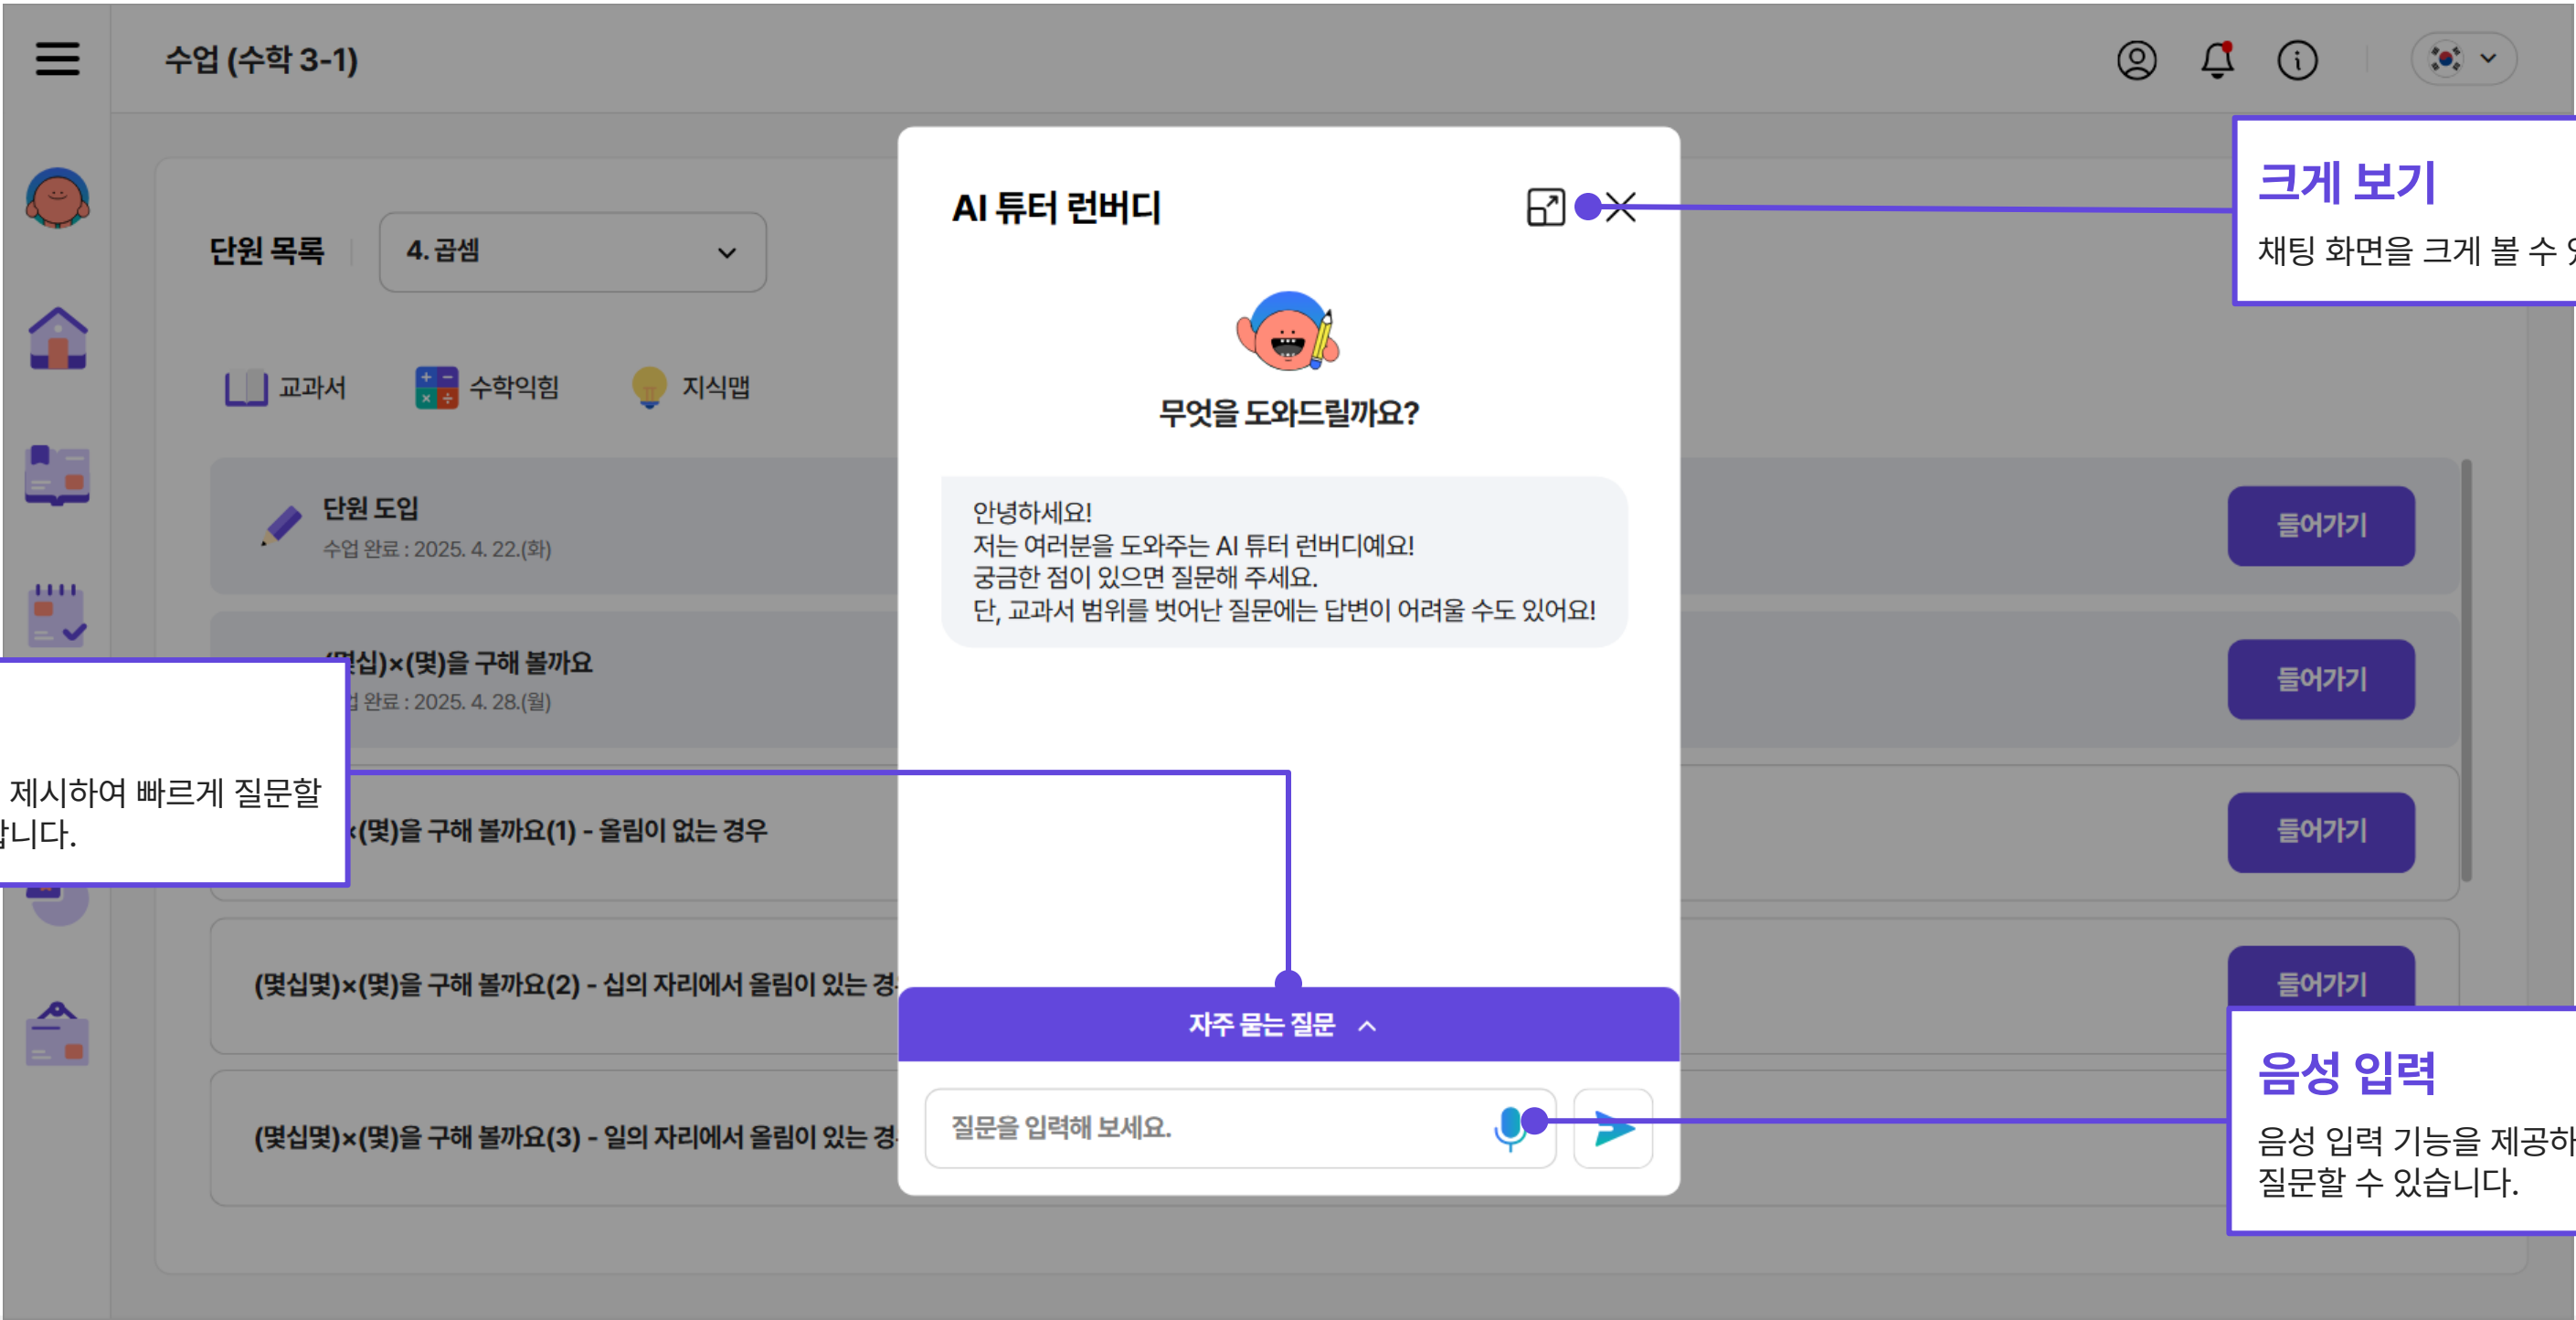 수업 (수학 3-1)
크게 보기
채팅 화면을 크게 볼 수
AI 튜터 런버디
단원 목록
4. 곱셈
교과서
수학익힘
지식맵
무엇을 도와드릴까요?
안녕하세요!
저는 여러분을 도와주는 AI 튜터 런버디예요!
궁금한 점이 있으면 질문해 주세요.
단, 교과서 범위를 벗어난 질문에는 답변이 어려울 수도 있어요!
단원 도입
수업 완료 : 2025. 4. 22.(화)
들어가기
십)×(몇)을 구해 볼까요
완료 : 2025. 4. 28.(월)
들어가기
제시하여 빠르게 질문할
합니다.
(몇)을 구해 볼까요(1) - 올림이 없는 경우
들어가기
(몇십몇)×(몇)을 구해 볼까요(2) - 십의 자리에서 올림이 있는
들어가기
자주 묻는 질문
(몇십몇)×(몇)을 구해 볼까요(3) - 일의 자리에서 올림이 있는
질문을 입력해 보세요.
음성 입력
음성 입력 기능을 제공하
질문할 수 있습니다.